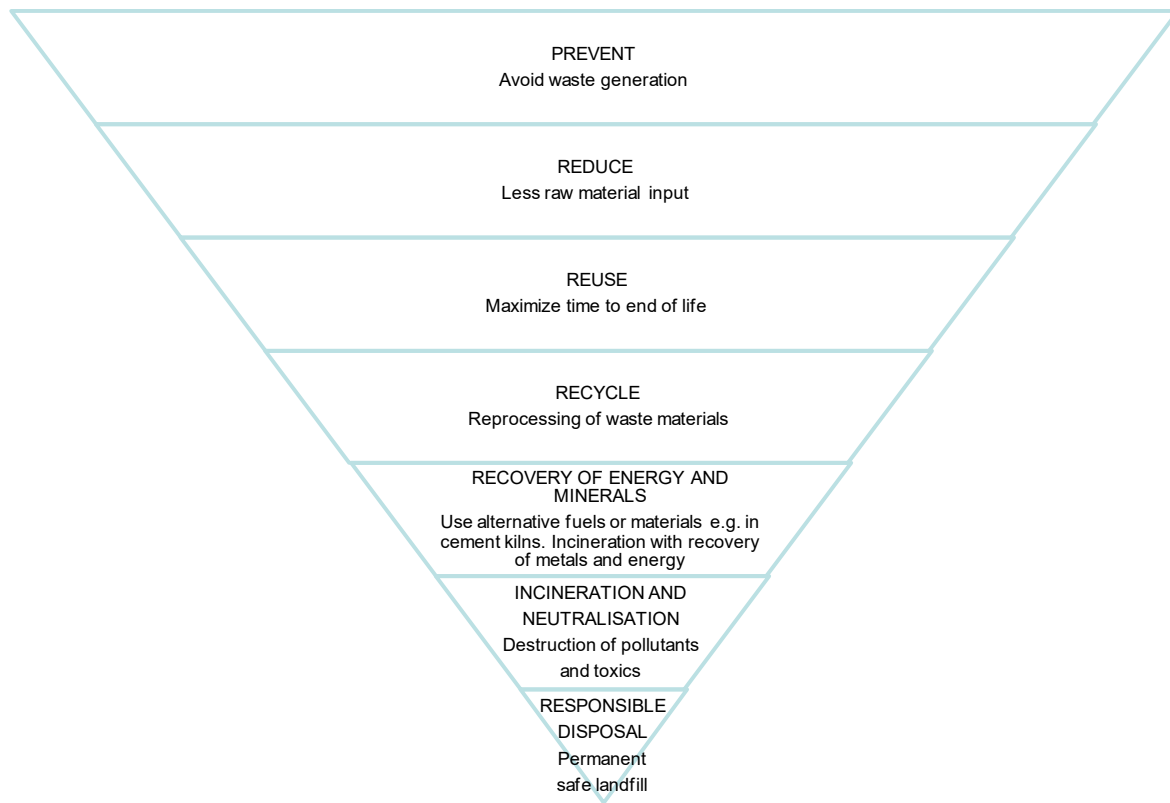 PREVENT
Avoid waste generation
REDUCE
Less raw material input
REUSE
Maximize time to end of life
RECYCLE
Reprocessing of waste materials
RECOVERY OF ENERGY AND
MINERALS
Use alternative fuels or materials e.g. in
cement kilns. Incineration with recovery
of metals and energy
INCINERATION AND
NEUTRALISATION
Destruction of pollutants
and toxics
RESPONSIBLE
DISPOSAL
Permanent
safe landfill